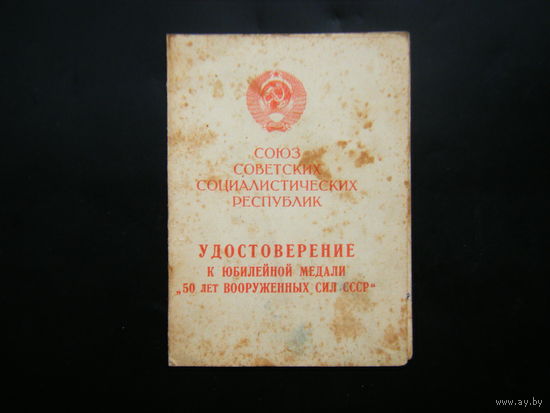 СОЮЗ
СОВЕТСКИХ
СОЦИАЛИСТИЧЕСКИХ
РЕСПУБЛИК
УДОСТОВЕРЕНИЕ
К ЮБИЛЕЙНОЙ МЕДАЛИ
„50 ЛЕТ ВООРУЖЕННЫХ СИЛ СССР“
www.ay.by